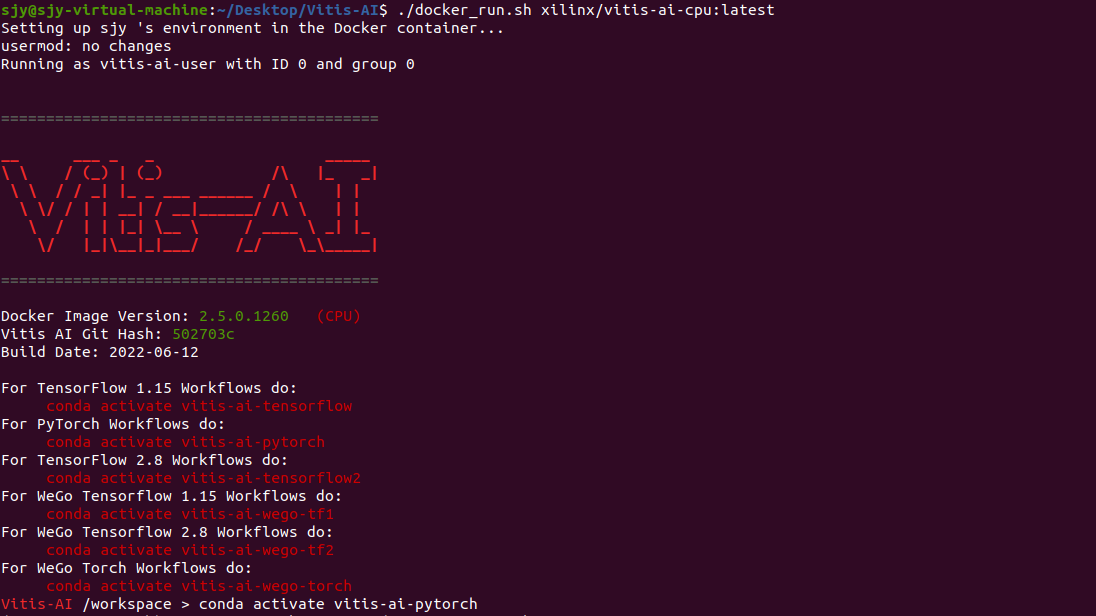 sjy@sjy-virtual-machine:~/Desktop/Vitis-AI$ ./docker_run.sh xilinx/vitis-ai-cpu:latest
Setting up sjy 's environment in the Docker container...
usermod: no changes
Running as vitis-ai-user with ID 0 and group 0
==========================================
Vitis-AI
==========================================
Docker Image Version: 2.5.0.1260   (CPU)
Vitis AI Git Hash: 502703c
Build Date: 2022-06-12
For TensorFlow 1.15 Workflows do:
     conda activate vitis-ai-tensorflow
For PyTorch Workflows do:
     conda activate vitis-ai-pytorch
For TensorFlow 2.8 Workflows do:
     conda activate vitis-ai-tensorflow2
For WeGo Tensorflow 1.15 Workflows do:
     conda activate vitis-ai-wego-tf1
For WeGo Tensorflow 2.8 Workflows do:
     conda activate vitis-ai-wego-tf2
For WeGo Torch Workflows do:
     conda activate vitis-ai-wego-torch
Vitis-AI /workspace > conda activate vitis-ai-pytorch